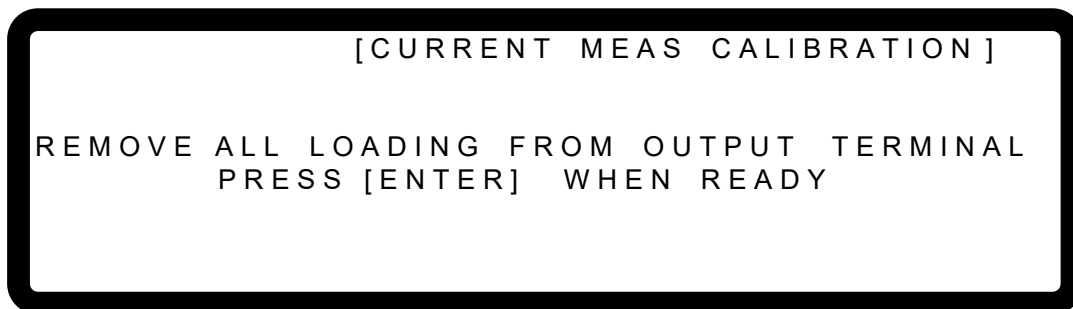 [CURRENT MEAS CALIBRATION]
REMOVE ALL LOADING FROM OUTPUT TERMINAL
PRESS [ENTER] WHEN READY